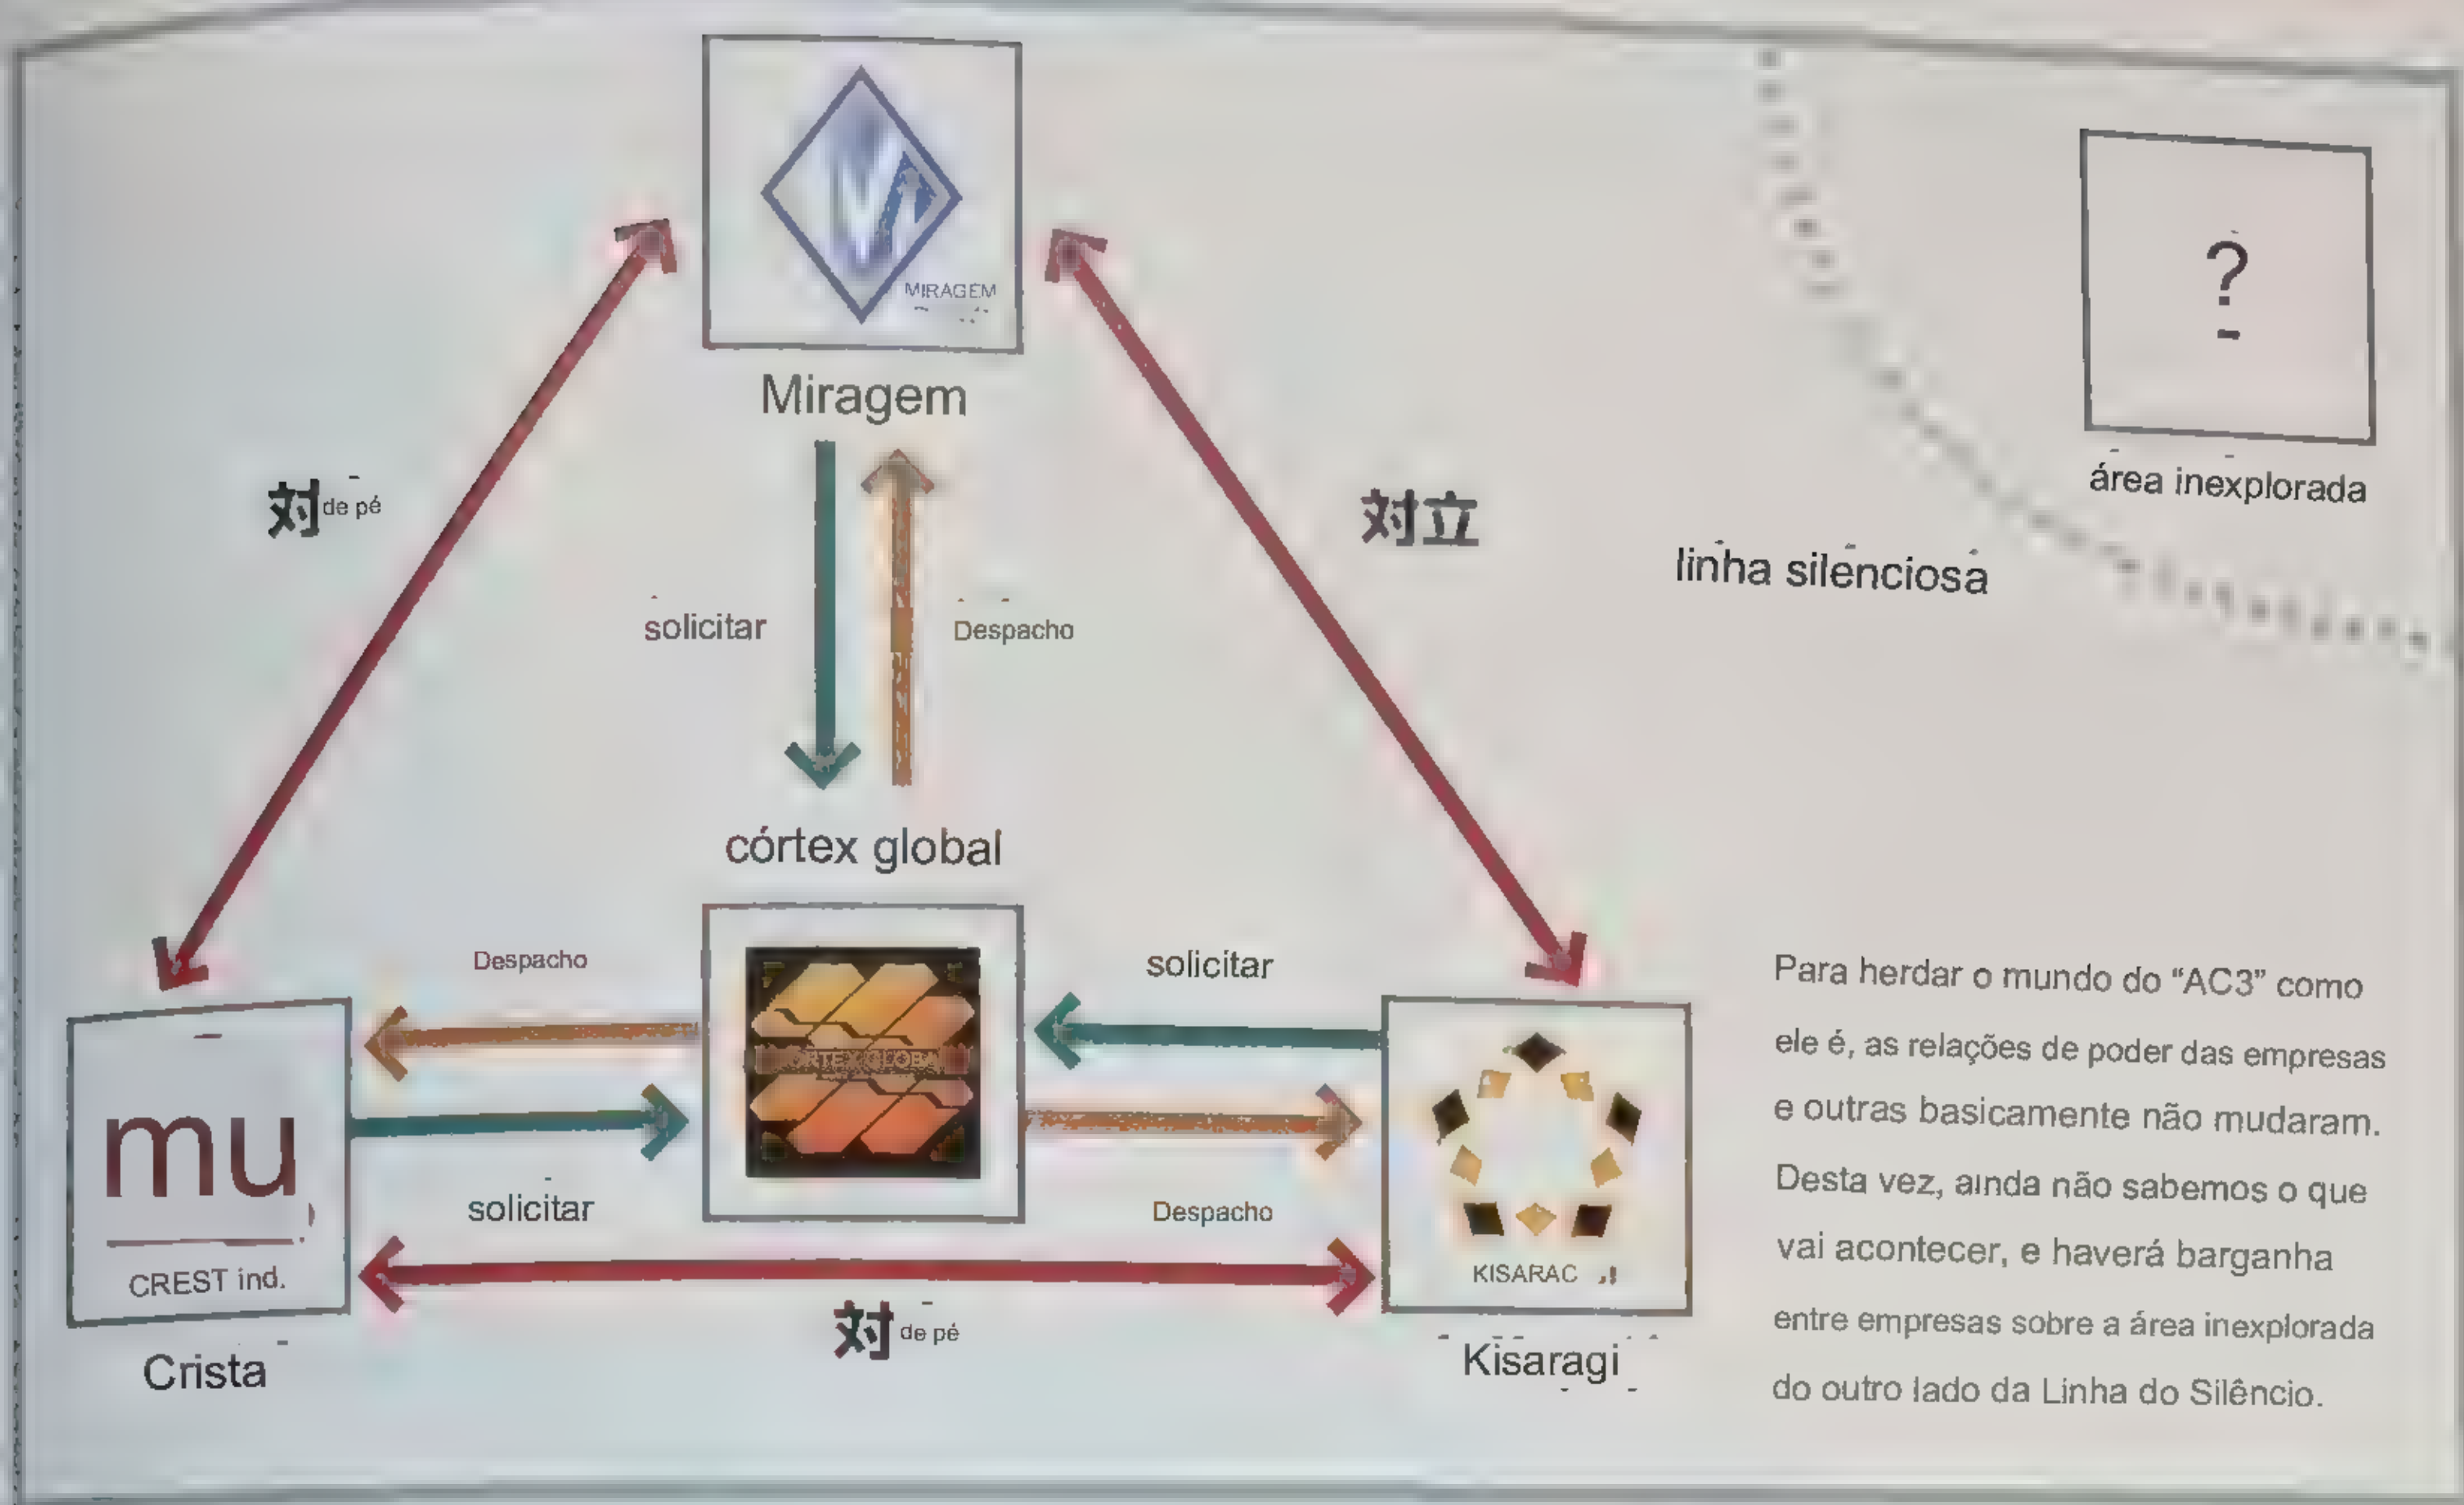 MIRAGEM
Miragem
?
área inexplorada
対 de pé
対立
linha silenciosa
solicitar
Despacho
córtex global
Despacho
solicitar
mu
CREST ind.
solicitar
Despacho
Crista
対 de pé
Kisaragi
Para herdar o mundo do “AC3” como
ele é, as relações de poder das empresas
e outras basicamente não mudaram.
Desta vez, ainda não sabemos o que
vai acontecer, e haverá barganha
entre empresas sobre a área inexplorada
do outro lado da Linha do Silêncio.